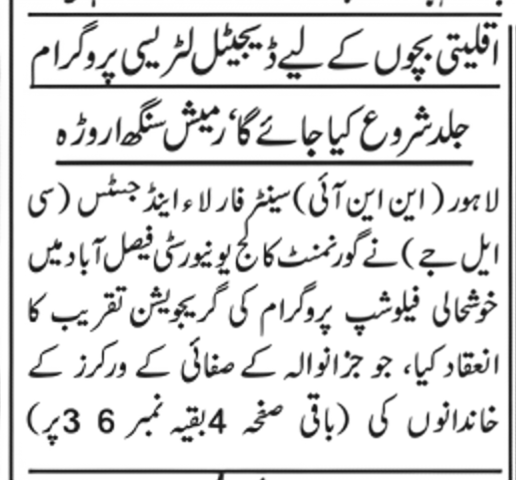 اقلیتی بچوں کے لیے ڈیجیٹل لٹریسی پروگرام
جلد شروع کیا جائے گا، رمیش سنگھ اروڑہ
لاہور (این این آئی) سینٹر فار لاء اینڈ جسٹس (سی
ایل جے) نے گورنمنٹ کالج یونیورسٹی فیصل آباد میں
خوشحالی فیلوشپ پروگرام کی گریجویشن تقریب کا
انعقاد کیا، جو جڑانوالہ کے صفائی کے ورکرز کے
خاندانوں کی (باقی صفحہ 4 بقیہ نمبر 6 3 پر)